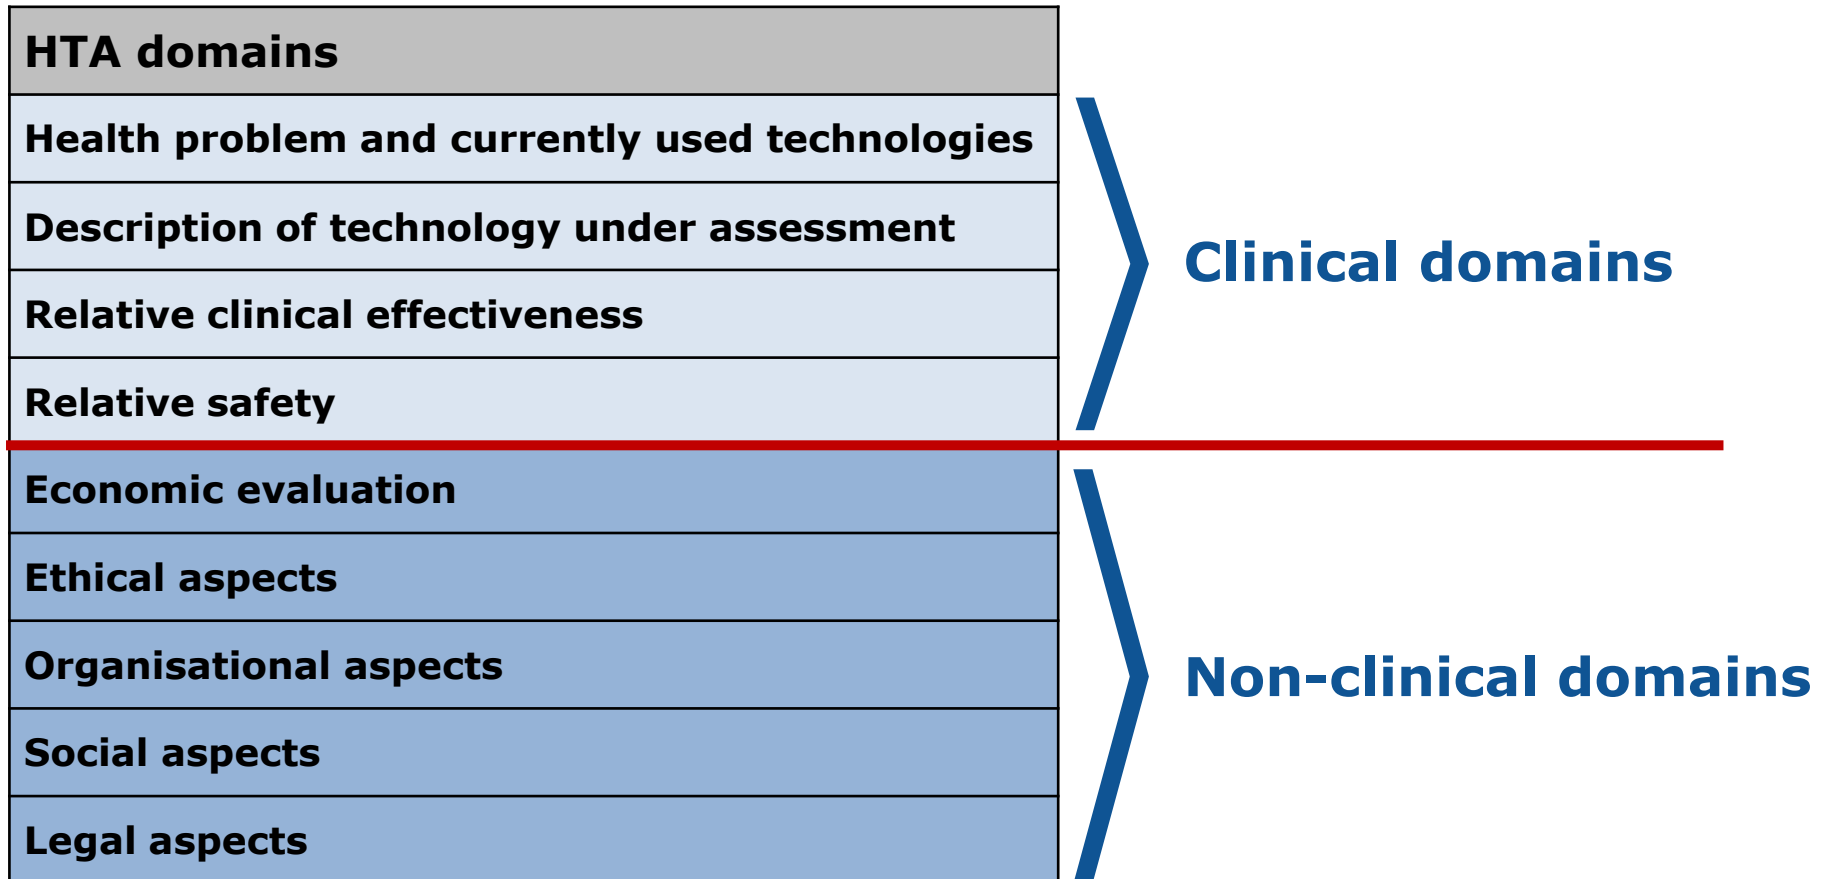 HTA domains
Health problem and currently used technologies
Description of technology under assessment
Relative clinical effectiveness
Relative safety
Clinical domains
Economic evaluation
Ethical aspects
Organisational aspects
Social aspects
Legal aspects
Non-clinical domains